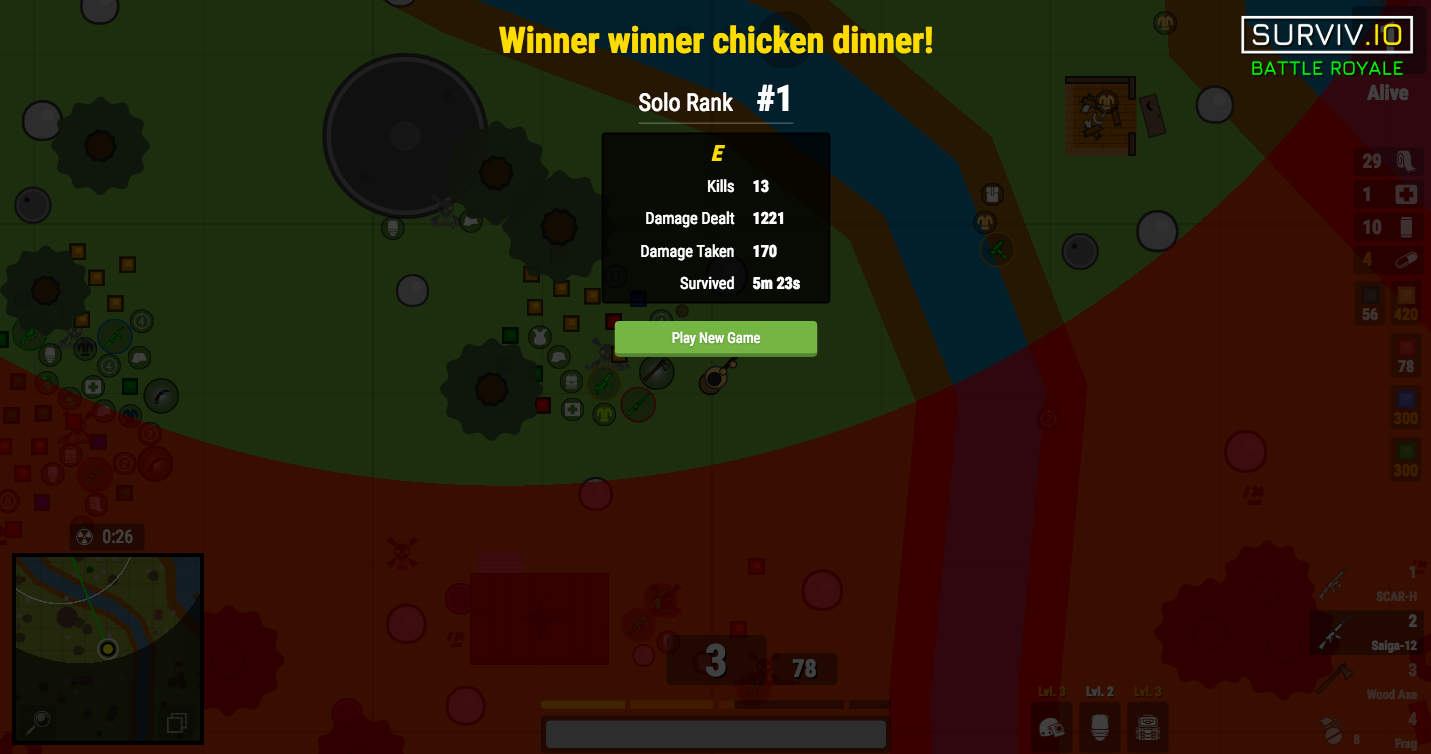 Winner winner chicken dinner!
SURVIV.IO
BATTLE ROYALE
Solo Rank #1
Alive
E
Kills 13
Damage Dealt 1221
Damage Taken 170
Survived 5m 23s
Play New Game
29
1
10
4
56 420
78
300
300
0:26
1
SCAR-H
2
Saiga-12
3
Wood Axe
4
8 Frag
3 78
Lvl. 3 Lvl. 2 Lvl. 3